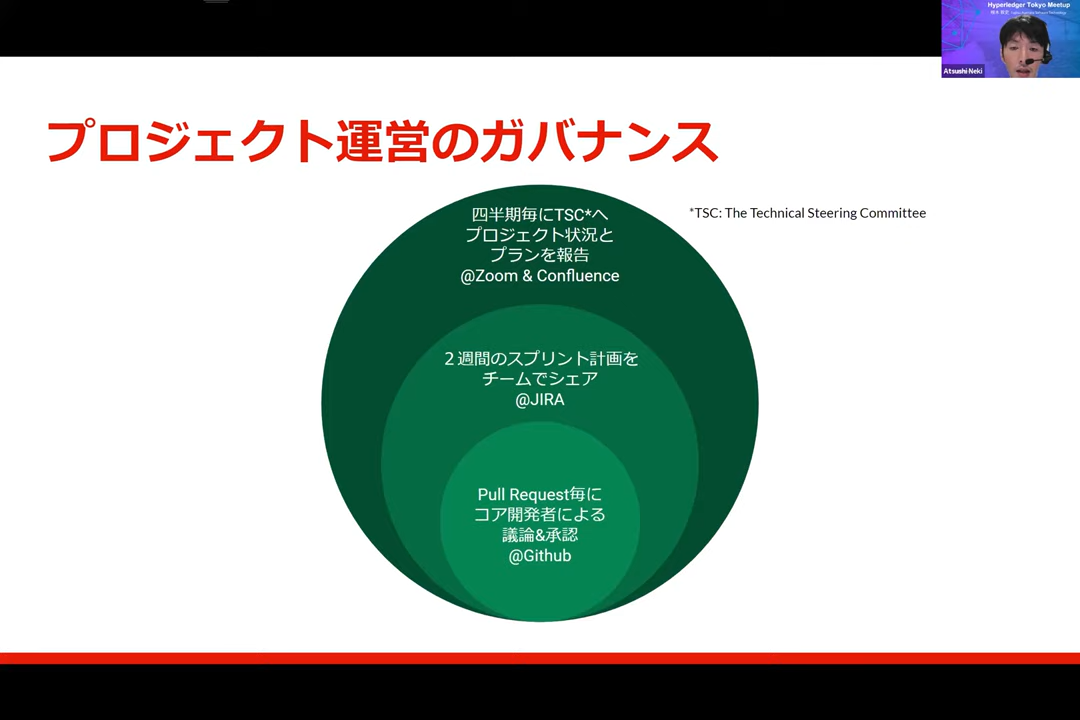 Hyperledger Tokyo Meetup
Atsushi Neki
プロジェクト運営のガバナンス
*TSC: The Technical Steering Committee
四半期毎にTSC*へ
プロジェクト状況と
プランを報告
@Zoom & Confluence
２週間のスプリント計画を
チームでシェア
@JIRA
Pull Request毎に
コア開発者による
議論&承認
@Github